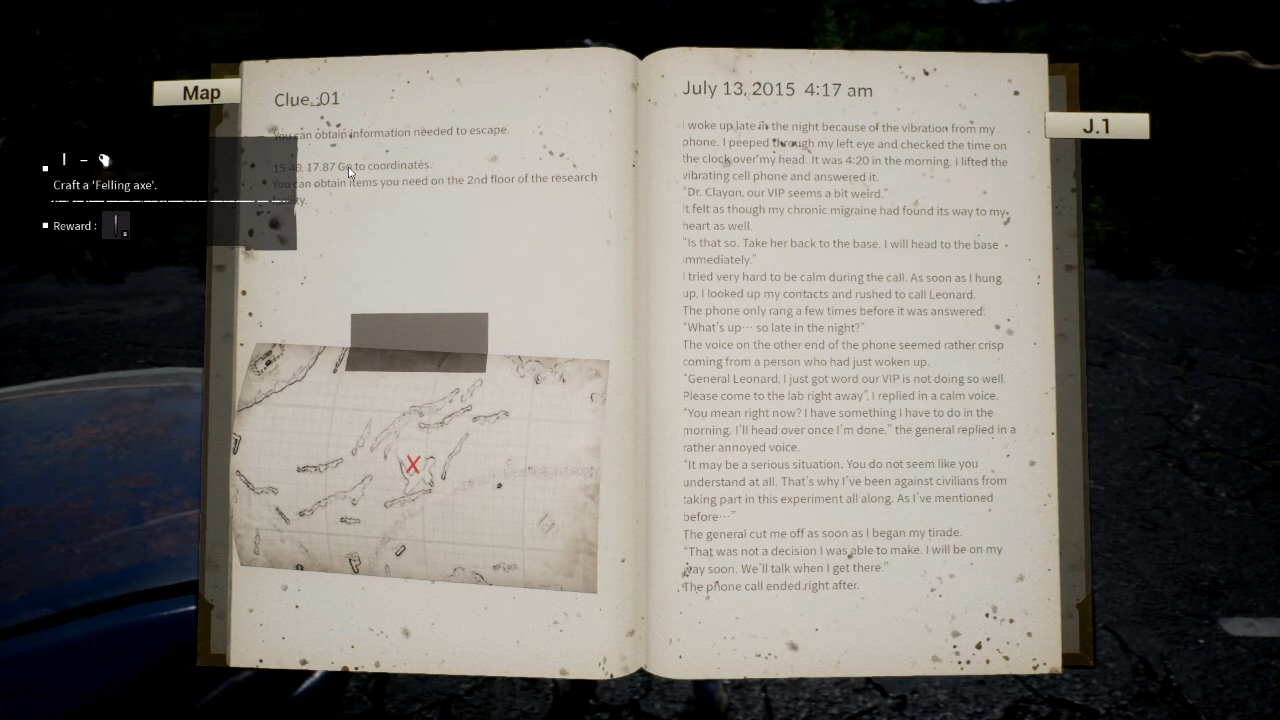 Map
Clue_01
You can obtain information needed to escape.
15.49, 17.87 Go to coordinates.
You can obtain items you need on the 2nd floor of the research
Craft a 'Felling axe'.
Reward :
July 13, 2015 4:17 am
J.1
I woke up late in the night because of the vibration from my
phone. I peeped through my left eye and checked the time on
the clock over my head. It was 4:20 in the morning. I lifted the
vibrating cell phone and answered it.
"Dr. Clayon, our VIP seems a bit weird."
It felt as though my chronic migraine had found its way to my
heart as well.
"Is that so. Take her back to the base. I will head to the base
immediately."
I tried very hard to be calm during the call. As soon as I hung
up, I looked up my contacts and rushed to call Leonard.
The phone only rang a few times before it was answered.
"What's up… so late in the night?"
The voice on the other end of the phone seemed rather crisp
coming from a person who had just woken up.
"General Leonard. I just got word our VIP is not doing so well.
Please come to the lab right away", I replied in a calm voice.
"You mean right now? I have something I have to do in the
morning. I'll head over once I'm done," the general replied in a
rather annoyed voice.
"It may be a serious situation. You do not seem like you
understand at all. That's why I've been against civilians from
taking part in this experiment all along. As I've mentioned
before…"
The general cut me off as soon as I began my tirade.
"That was not a decision I was able to make. I will be on my
way soon. We'll talk when I get there."
The phone call ended right after.